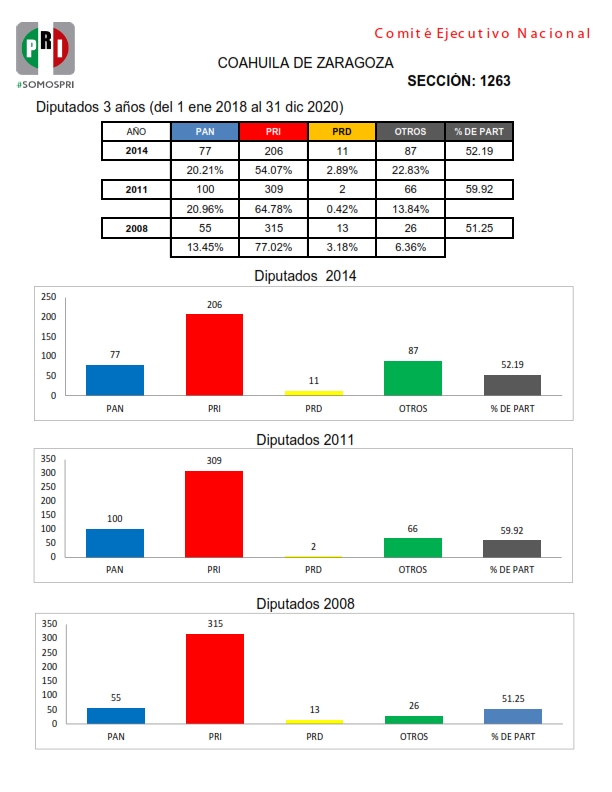 PRI
#SOMOSPRI
Comité Ejecutivo Nacional
COAHUILA DE ZARAGOZA
SECCIÒN: 1263
Diputados 3 años (del 1 ene 2018 al 31 dic 2020)
AÑO PAN PRI PRD OTROS % DE PART
2014 77 206 11 87 52.19
20.21% 54.07% 2.89% 22.83%
2011 100 309 2 66 59.92
20.96% 64.78% 0.42% 13.84%
2008 55 315 13 26 51.25
13.45% 77.02% 3.18% 6.36%
Diputados 2014
250
200
150
100
50
0
77
206
11
87
52.19
PAN PRI PRD OTROS % DE PART
Diputados 2011
350
300
250
200
150
100
50
0
100
309
2
66
59.92
PAN PRI PRD OTROS % DE PART
Diputados 2008
350
300
250
200
150
100
50
0
55
315
13
26
51.25
PAN PRI PRD OTROS % DE PART